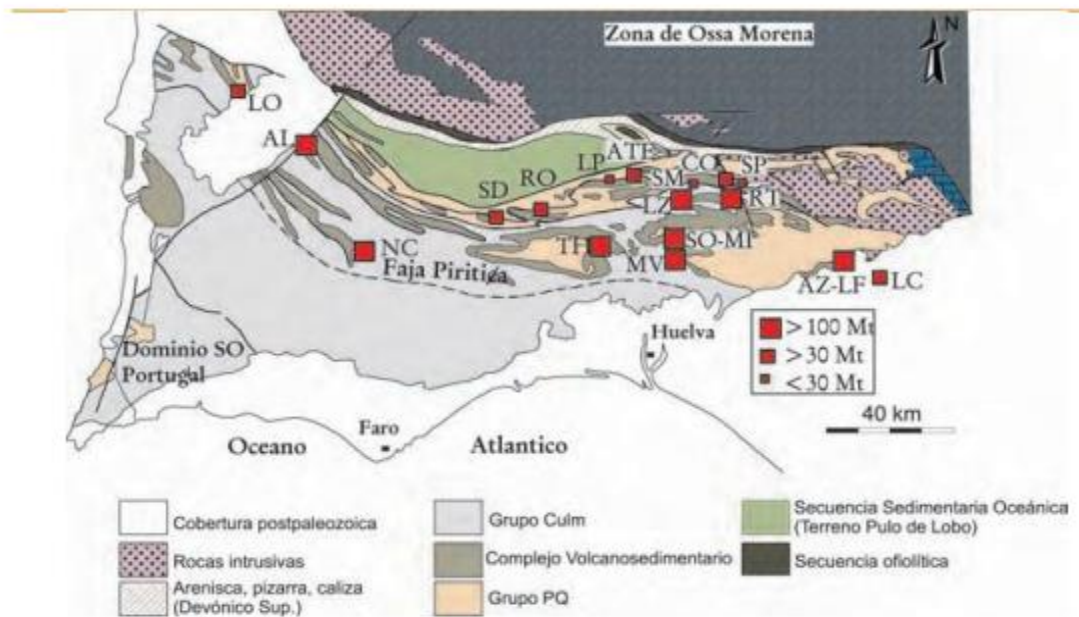 Zona de Ossa Morena
N
LO
AL
ATE
LP
CO
SP
SM
RO
SD
LZ
RT
NC
TH
SO-MI
MV
Faja Piritica
AZ-LF
LC
Huelva
> 100 Mt
> 30 Mt
< 30 Mt
Dominio SO
Portugal
40 km
Faro
Oceano
Atlantico
Cobertura postpaleozoica
Rocas intrusivas
Arenisca, pizarra, caliza
(Devónico Sup.)
Grupo Culm
Complejo Volcanosedimentario
Grupo PQ
Secuencia Sedimentaria Oceánica
(Terreno Pulo de Lobo)
Secuencia ofiolítica